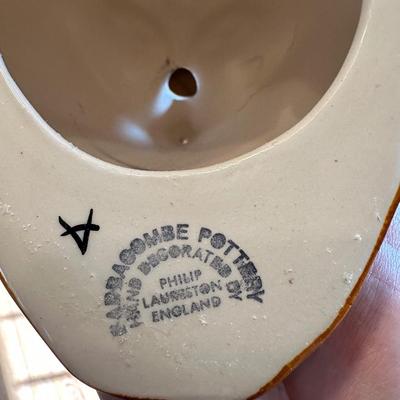 BABBACOMBE POTTERY
HAND DECORATED BY
PHILIP
LAURESTON
ENGLAND